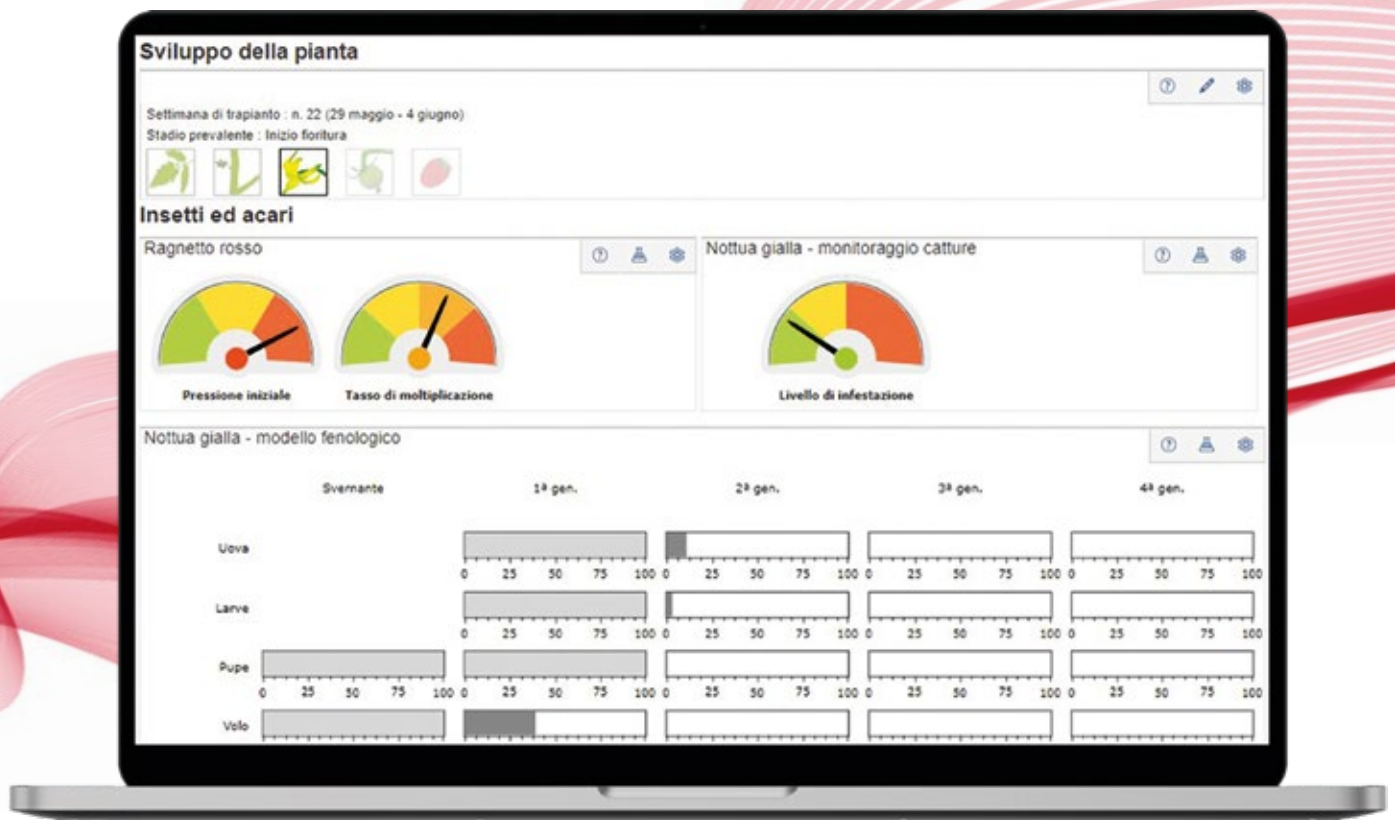 Sviluppo della pianta
Settimana di trapianto : n. 22 (29 maggio - 4 giugno)
Stadio prevalente : Inizio fioritura
Insetti ed acari
Ragnetto rosso
Pressione iniziale Tasso di moltiplicazione
Nottua gialla - monitoraggio catture
Livello di infestazione
Nottua gialla - modello fenologico
Svernante 1ª gen. 2ª gen. 3ª gen. 4ª gen.
Uova
0 25 50 75 100 0 25 50 75 100 0 25 50 75 100 0 25 50 75 100
Larve
0 25 50 75 100 0 25 50 75 100 0 25 50 75 100 0 25 50 75 100
Pupe
0 25 50 75 100 0 25 50 75 100 0 25 50 75 100 0 25 50 75 100 0 25 50 75 100
Volo